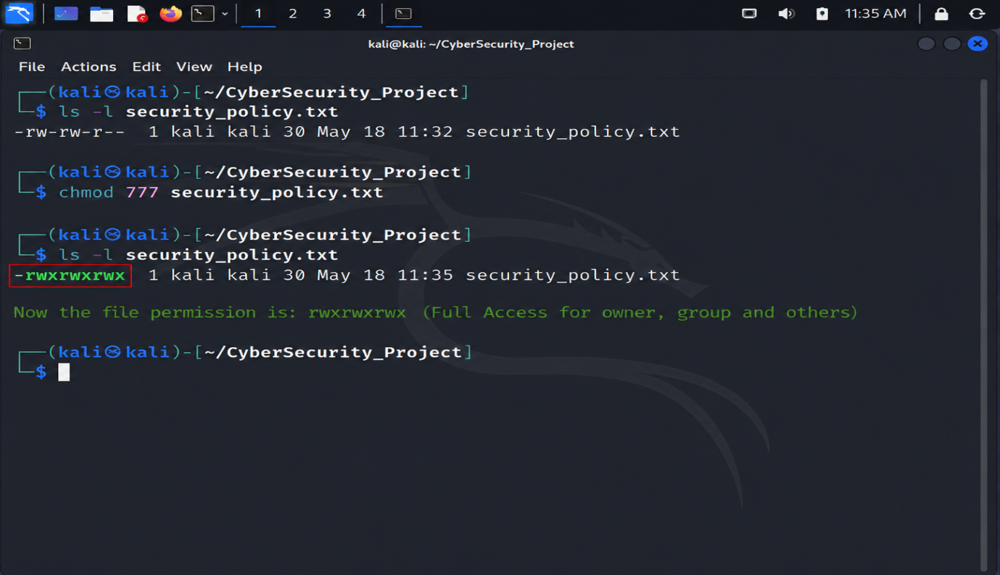 1 2 3 4 11:35 AM
kali@kali: ~/CyberSecurity_Project
File Actions Edit View Help
┌──(kali㉿kali)-[~/CyberSecurity_Project]
└─$ ls -l security_policy.txt
-rw-rw-r-- 1 kali kali 30 May 18 11:32 security_policy.txt
┌──(kali㉿kali)-[~/CyberSecurity_Project]
└─$ chmod 777 security_policy.txt
┌──(kali㉿kali)-[~/CyberSecurity_Project]
└─$ ls -l security_policy.txt
-rwxrwxrwx 1 kali kali 30 May 18 11:35 security_policy.txt
Now the file permission is: rwxrwxrwx (Full Access for owner, group and others)
┌──(kali㉿kali)-[~/CyberSecurity_Project]
└─$